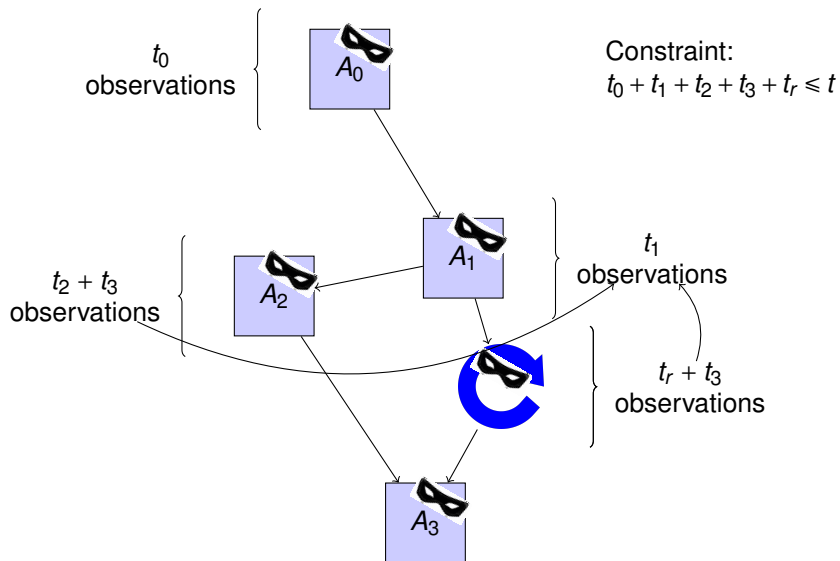 t₀
observations
A₀
Constraint:
t₀ + t₁ + t₂ + t₃ + tᵣ ⩽ t
A₁
t₁
observations
A₂
t₂ + t₃
observations
tᵣ + t₃
observations
A₃